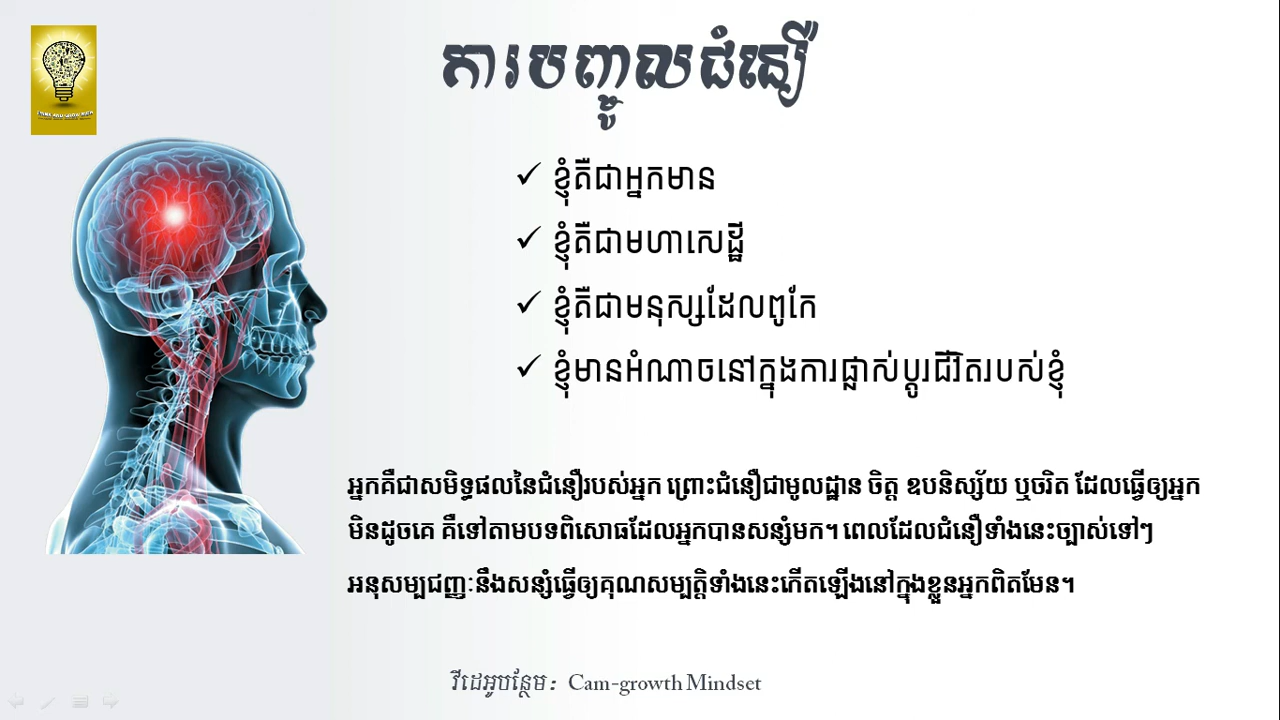 ការបញ្ចូលជំនឿ
✓ ខ្ញុំគឺជាអ្នកមាន
✓ ខ្ញុំគឺជាមហាសេដ្ឋី
✓ ខ្ញុំគឺជាមនុស្សដែលពូកែ
✓ ខ្ញុំមានអំណាចនៅក្នុងការផ្លាស់ប្តូរជីវិតរបស់ខ្ញុំ
អ្នកគឺជាសមិទ្ធផលនៃជំនឿរបស់អ្នក ព្រោះជំនឿជាមូលដ្ឋាន ចិត្ត ឧបនិស្ស័យ ឬចរិត ដែលធ្វើឲ្យអ្នក
មិនដូចគេ គឺទៅតាមបទពិសោធដែលអ្នកបានសន្សំមក។ ពេលដែលជំនឿទាំងនេះច្បាស់ទៅៗ
អនុសម្បជញ្ញៈនឹងសន្សំធ្វើឲ្យគុណសម្បត្តិទាំងនេះកើតឡើងនៅក្នុងខ្លួនអ្នកពិតមែន។
វីដេអូបន្ថែម៖ Cam-growth Mindset